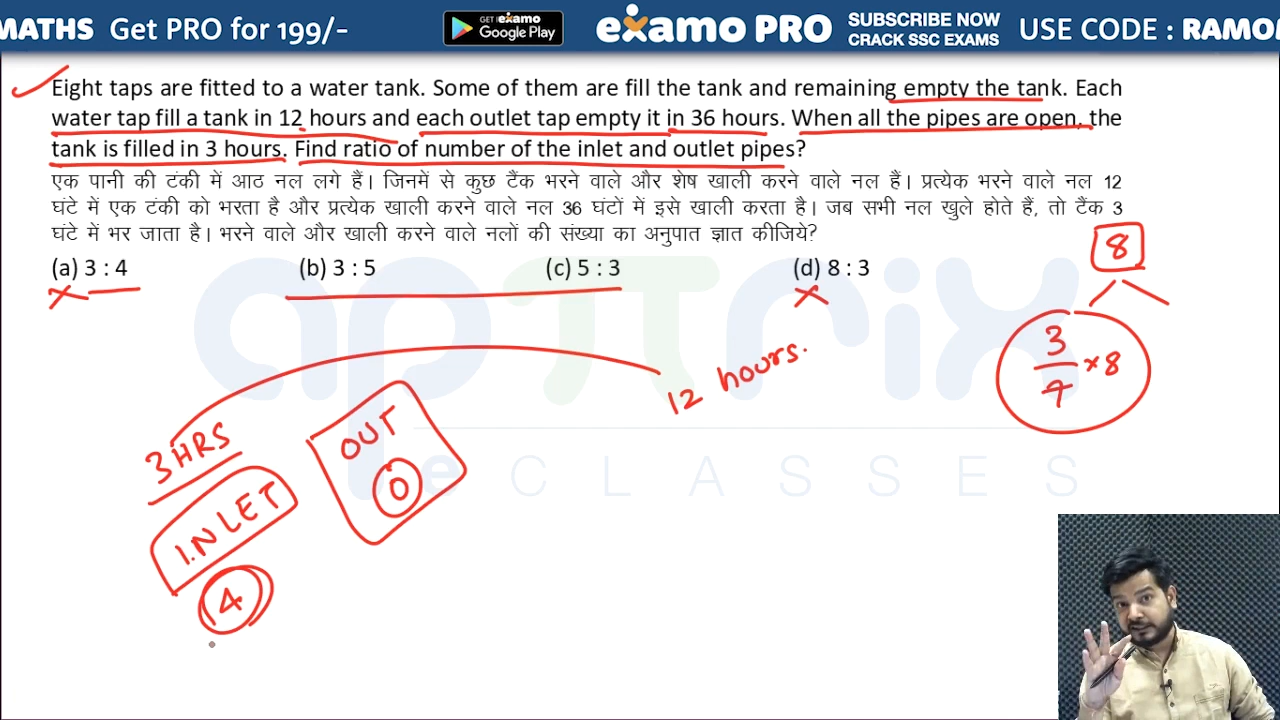 MATHS Get PRO for 199/- GET IT examo Google Play examo PRO SUBSCRIBE NOW CRACK SSC EXAMS USE CODE : RAMO
Eight taps are fitted to a water tank. Some of them are fill the tank and remaining empty the tank. Each
water tap fill a tank in 12 hours and each outlet tap empty it in 36 hours. When all the pipes are open, the
tank is filled in 3 hours. Find ratio of number of the inlet and outlet pipes?
एक पानी की टंकी में आठ नल लगे हैं। जिनमें से कुछ टैंक भरने वाले और शेष खाली करने वाले नल हैं। प्रत्येक भरने वाले नल 12
घंटे में एक टंकी को भरता है और प्रत्येक खाली करने वाले नल 36 घंटों में इसे खाली करता है। जब सभी नल खुले होते हैं, तो टैंक 3
घंटे में भर जाता है। भरने वाले और खाली करने वाले नलों की संख्या का अनुपात ज्ञात कीजिये?
8
(a) 3 : 4 (b) 3 : 5 (c) 5 : 3 (d) 8 : 3
3/7 × 8
12 hours.
3HRS OUT
INLET 0
4
aptrix
e CLASSES